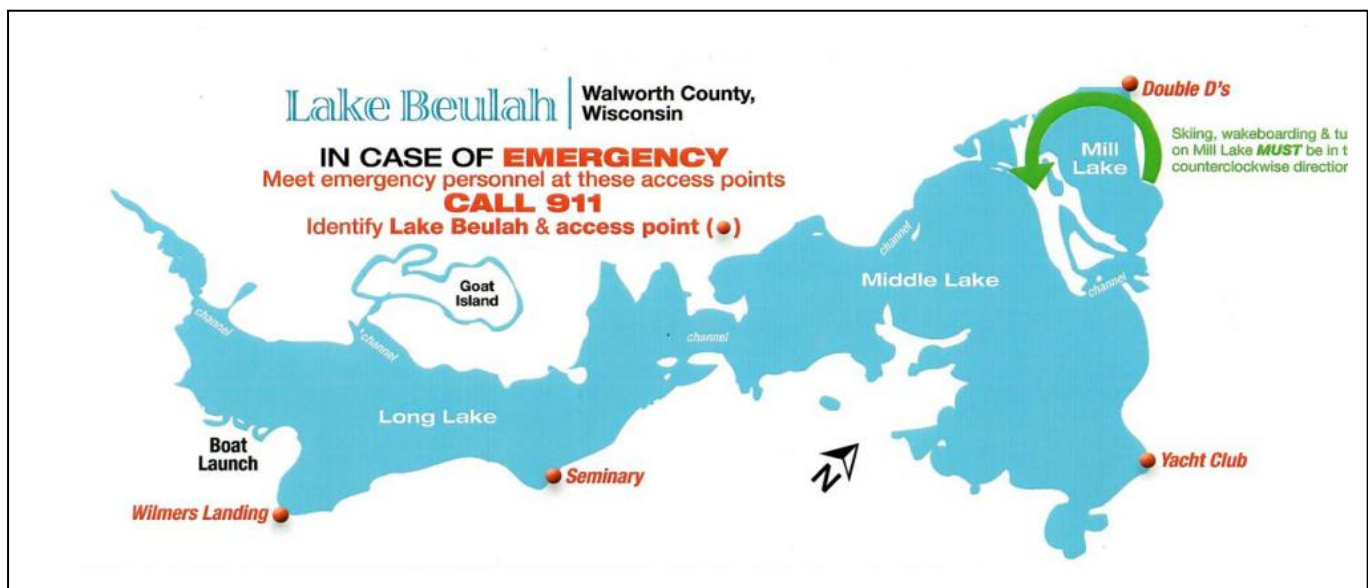 Lake Beulah
Walworth County,
Wisconsin
IN CASE OF EMERGENCY
Meet emergency personnel at these access points
CALL 911
Identify Lake Beulah & access point ( )
Double D's
Skiing, wakeboarding & tu
on Mill Lake MUST be in t
counterclockwise direction
Mill
Lake
channel
Middle Lake
channel
Goat
Island
channel
channel
channel
Long Lake
Boat
Launch
Seminary
Yacht Club
Wilmers Landing
N